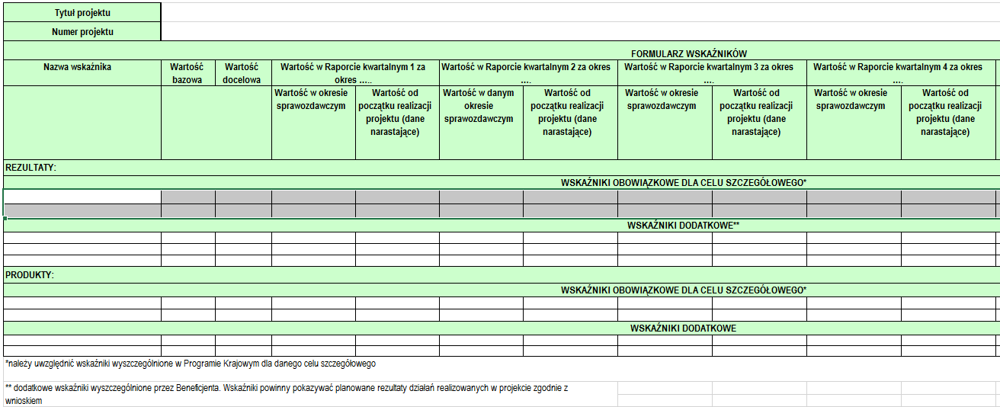 Tytuł projektu
Numer projektu
FORMULARZ WSKAŹNIKÓW
Nazwa wskaźnika
Wartość
bazowa
Wartość
docelowa
Wartość w Raporcie kwartalnym 1 za
okres …..
Wartość w Raporcie kwartalnym 2 za okres
….
Wartość w Raporcie kwartalnym 3 za okres
….
Wartość w Raporcie kwartalnym 4 za okres
….
Wartość w okresie
sprawozdawczym
Wartość od
początku realizacji
projektu (dane
narastające)
Wartość w danym
okresie
sprawozdawczym
Wartość od
początku realizacji
projektu (dane
narastające)
Wartość w okresie
sprawozdawczym
Wartość od
początku realizacji
projektu (dane
narastające)
Wartość w okresie
sprawozdawczym
Wartość od
początku realizacji
projektu (dane
narastające)
REZULTATY:
WSKAŹNIKI OBOWIĄZKOWE DLA CELU SZCZEGÓŁOWEGO*
WSKAŹNIKI DODATKOWE**
PRODUKTY:
WSKAŹNIKI OBOWIĄZKOWE DLA CELU SZCZEGÓŁOWEGO*
WSKAŹNIKI DODATKOWE
*należy uwzględnić wskaźniki wyszczególnione w Programie Krajowym dla danego celu szczegółowego
** dodatkowe wskaźniki wyszczególnione przez Beneficjenta. Wskaźniki powinny pokazywać planowane rezultaty działań realizowanych w projekcie zgodnie z
wnioskiem